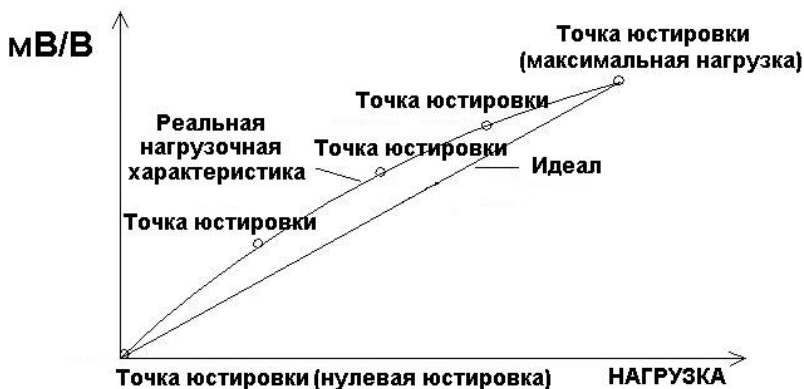 мВ/В
Точка юстировки
(максимальная нагрузка)
Точка юстировки
Реальная
нагрузочная
характеристика
Точка юстировки
Идеал
Точка юстировки
Точка юстировки (нулевая юстировка)
НАГРУЗКА